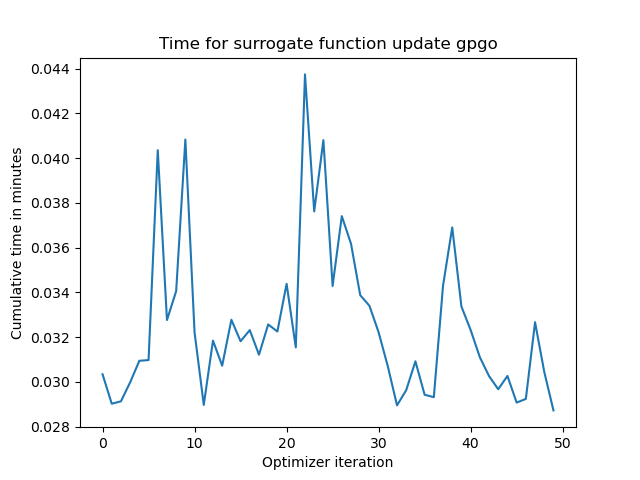 Time for surrogate function update gpgo
0.044
0.042
0.040
0.038
0.036
0.034
0.032
0.030
0.028
Cumulative time in minutes
0 10 20 30 40 50
Optimizer iteration